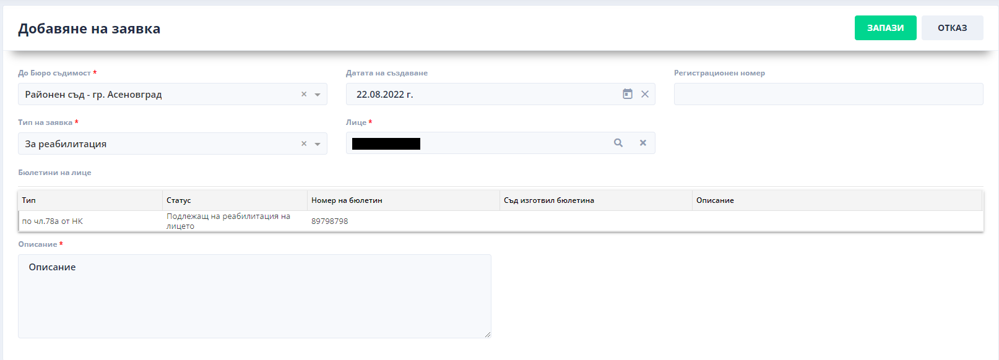 Добавяне на заявка
ЗАПАЗИ
ОТКАЗ
До Бюро съдимост *
Датата на създаване
Регистрационен номер
Районен съд - гр. Асеновград
22.08.2022 г.
Тип на заявка *
Лице *
За реабилитация
Бюлетини на лице
Тип
Статус
Номер на бюлетин
Съд изготвил бюлетина
Описание
по чл.78а от НК
Подлежащ на реабилитация на
лицето
89798798
Описание *
Описание